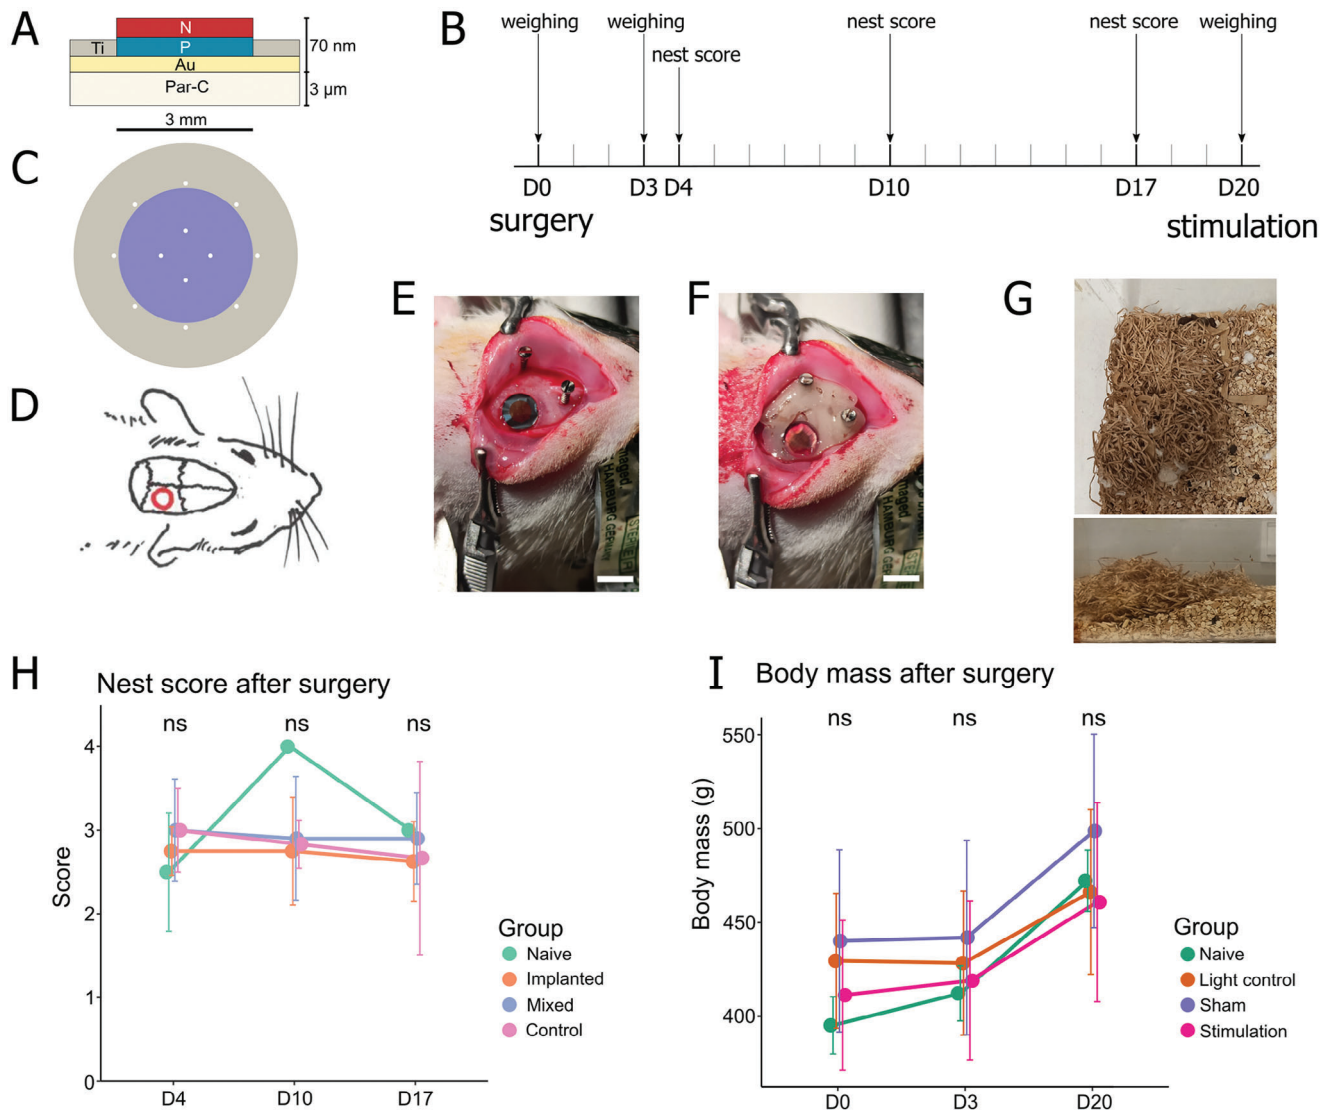 A
N
Ti
P
70 nm
Au
Par-C
3 μm
3 mm
B
weighing
weighing
nest score
nest score
nest score
weighing
D0
D3
D4
D10
D17
D20
surgery
stimulation
C
D
E
HAMBURG GERMANY
F
G
H
Nest score after surgery
ns
ns
ns
4
3
2
1
0
Score
D4
D10
D17
Group
Naive
Implanted
Mixed
Control
I
Body mass after surgery
ns
ns
ns
550
500
450
400
Body mass (g)
D0
D3
D20
Group
Naive
Light control
Sham
Stimulation